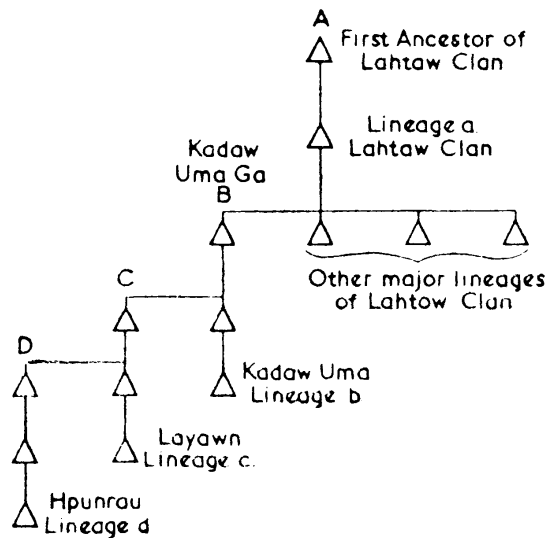 A
First Ancestor of
Lahtaw Clan
Lineage a.
Lahtaw Clan
Kadaw
Uma Ga
B
Other major lineages
of Lahtow Clan
C
Kadaw Uma
Lineage b
D
Layawn
Lineage c.
Hpunrau
Lineage d